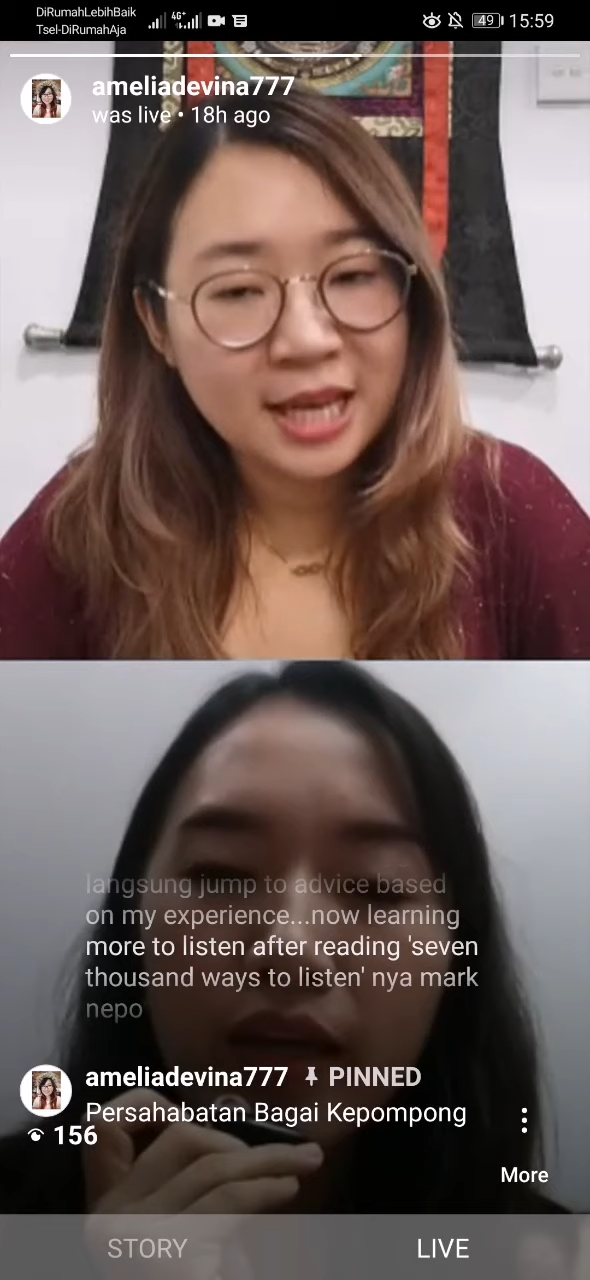 DiRumahLebihBaik
Tsel-DiRumahAja
4G+
49
15:59
ameliadevina777
was live • 18h ago
langsung jump to advice based
on my experience...now learning
more to listen after reading 'seven
thousand ways to listen' nya mark
nepo
ameliadevina777 PINNED
Persahabatan Bagai Kepompong
156
More
STORY
LIVE